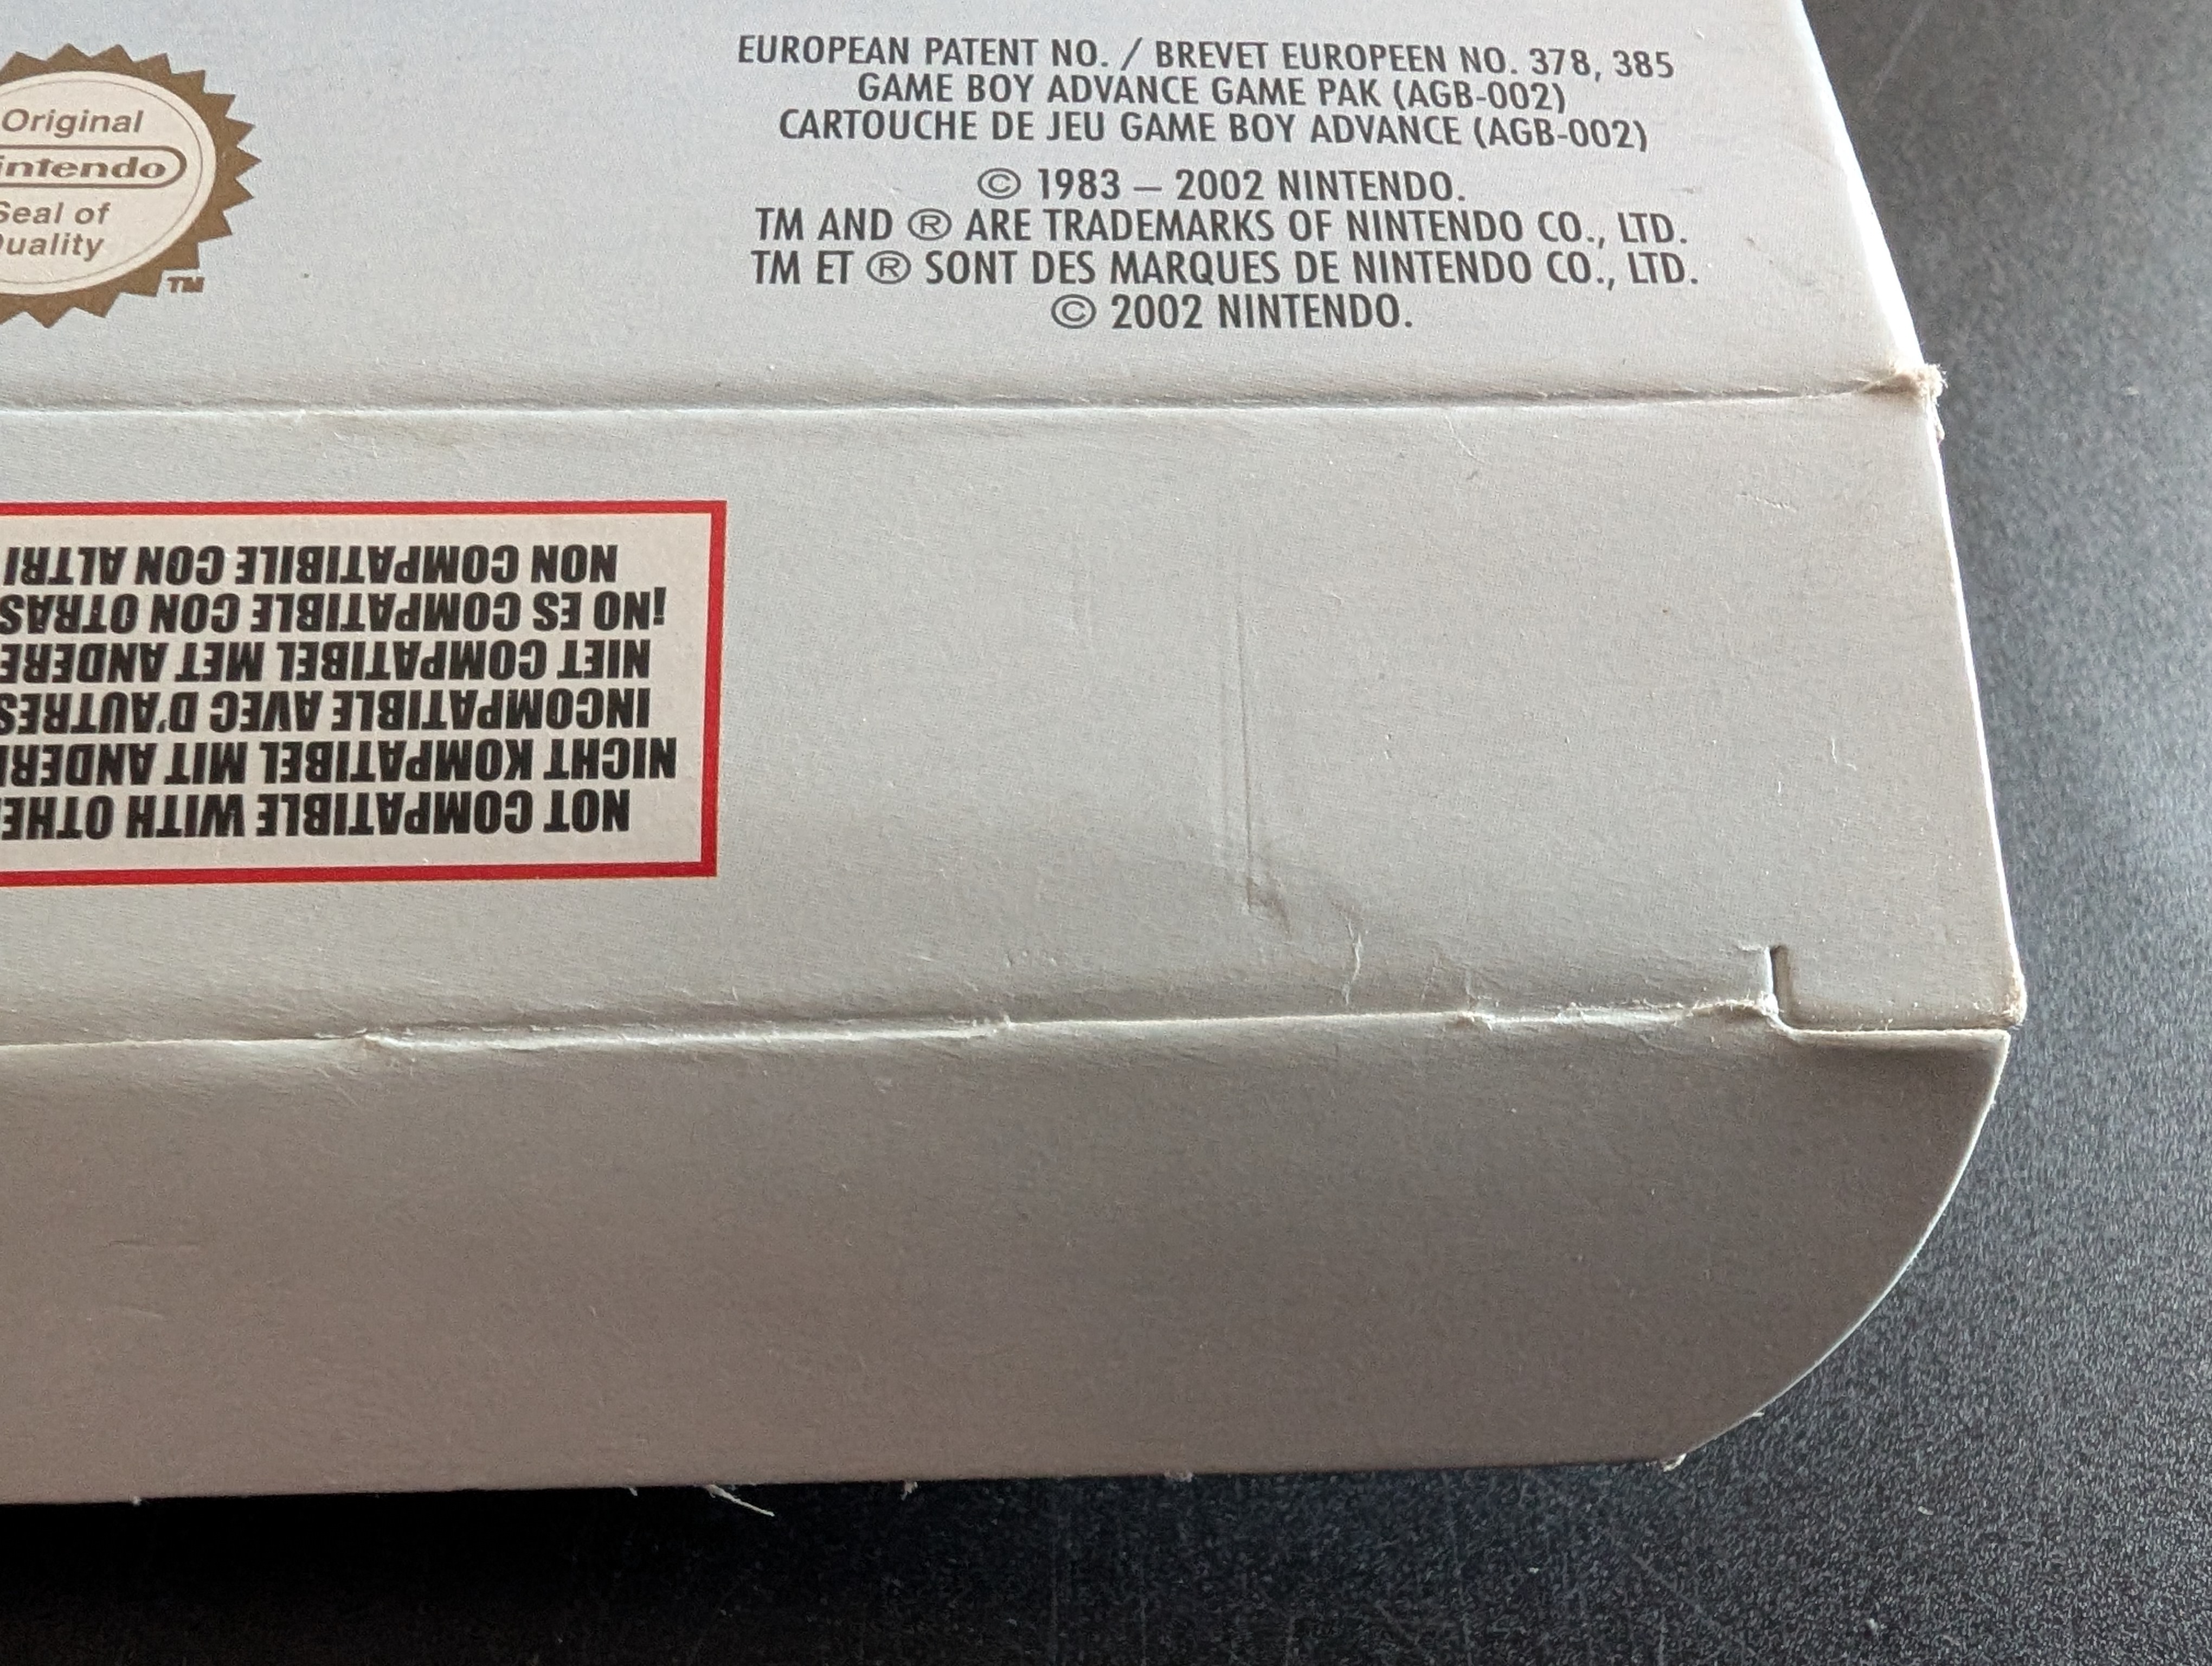 EUROPEAN PATENT NO. / BREVET EUROPEEN NO. 378, 385
GAME BOY ADVANCE GAME PAK (AGB-002)
CARTOUCHE DE JEU GAME BOY ADVANCE (AGB-002)
© 1983 – 2002 NINTENDO.
TM AND ® ARE TRADEMARKS OF NINTENDO CO., LTD.
TM ET ® SONT DES MARQUES DE NINTENDO CO., LTD.
© 2002 NINTENDO.
Original
intendo
Seal of
uality
TM
NOT COMPATIBLE WITH OTHE
NICHT KOMPATIBEL MIT ANDER
INCOMPATIBLE AVEC D'AUTRES
NIET COMPATIBEL MET ANDERE
¡NO ES COMPATIBLE CON OTRAS
NON COMPATIBILE CON ALTRI